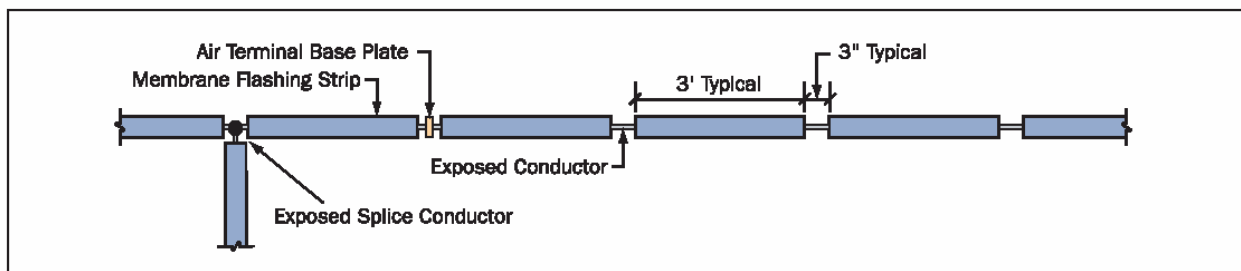 Air Terminal Base Plate
Membrane Flashing Strip
3" Typical
3' Typical
Exposed Conductor
Exposed Splice Conductor